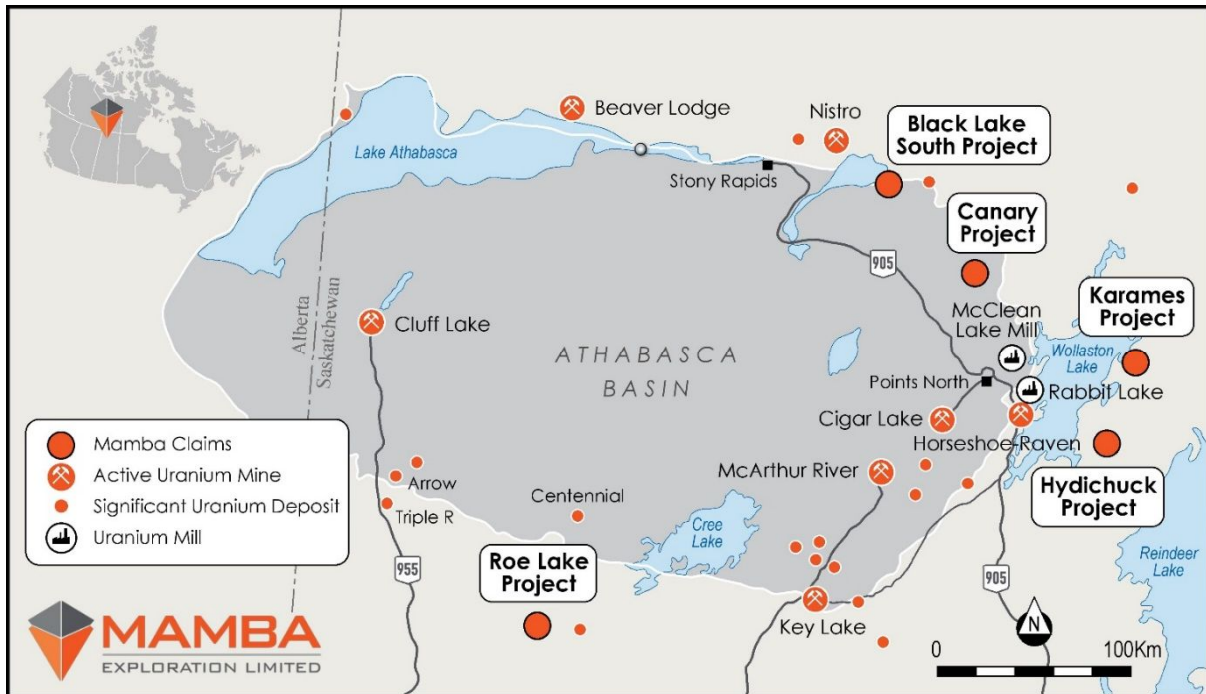 Beaver Lodge
Nistro
Black Lake
South Project
Lake Athabasca
Stony Rapids
Canary
Project
905
Alberta
Saskatchewan
Cluff Lake
ATHABASCA
BASIN
McClean
Lake Mill
Karames
Project
Wollaston
Lake
Points North
Rabbit Lake
Cigar Lake
Horseshoe-Raven
McArthur River
Hydichuck
Project
Mamba Claims
Active Uranium Mine
Significant Uranium Deposit
Uranium Mill
Arrow
Triple R
Centennial
Cree
Lake
Reindeer
Lake
955
Roe Lake
Project
905
Key Lake
N
0 100Km
MAMBA
EXPLORATION LIMITED